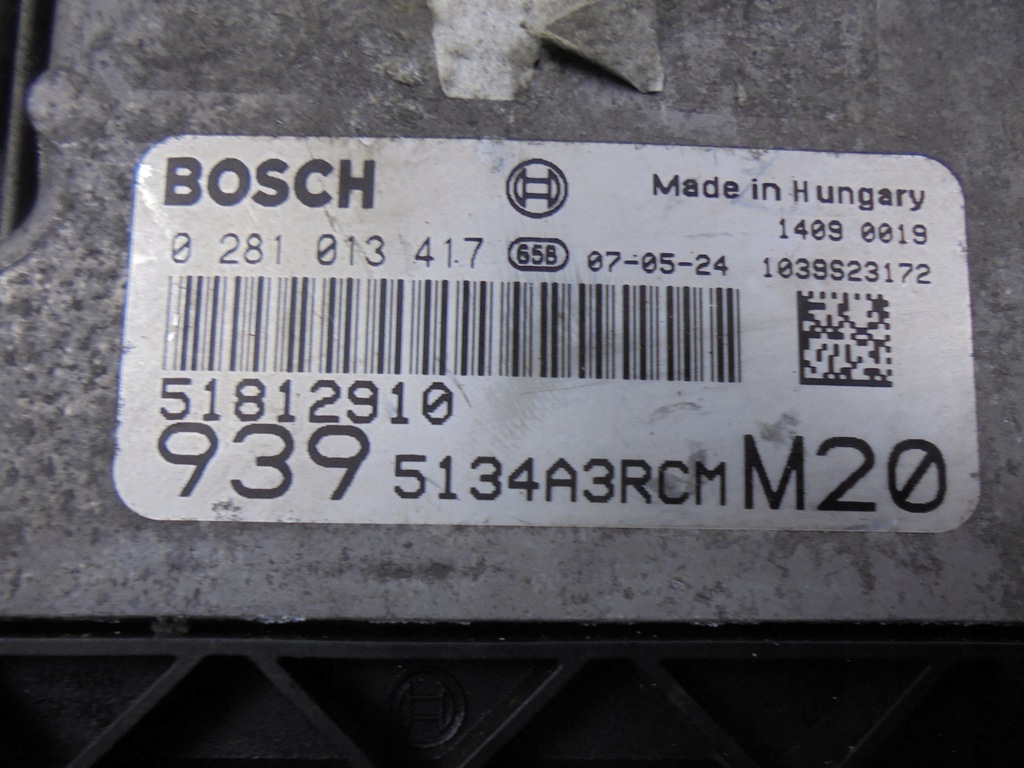 BOSCH
Made in Hungary
1409 0019
0 281 013 417 658 07-05-24 1039S23172
51812910
939 5134A3RCM M20